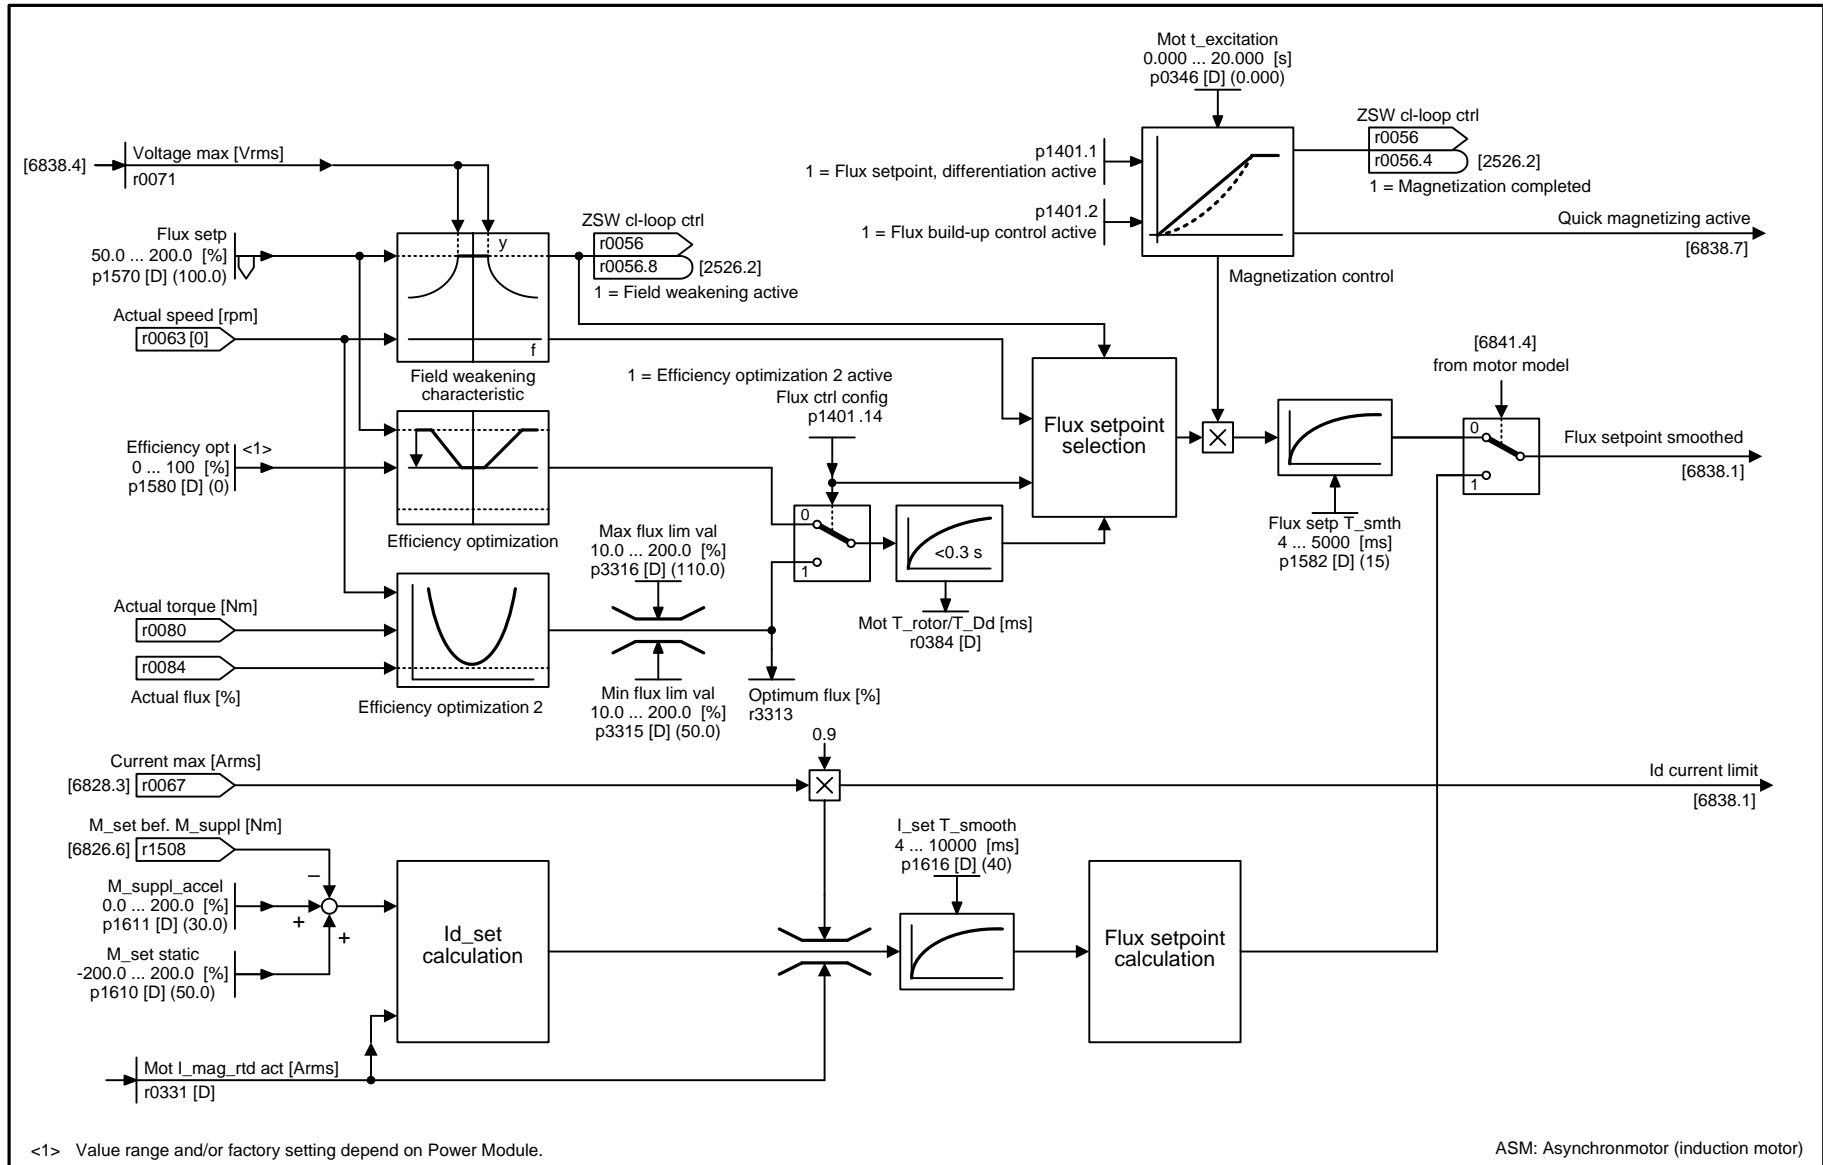 Mot t_excitation
0.000 ... 20.000 [s]
p0346 [D] (0.000)
ZSW cl-loop ctrl
r0056
r0056.4 [2526.2]
1 = Magnetization completed
p1401.1
1 = Flux setpoint, differentiation active
p1401.2
1 = Flux build-up control active
Quick magnetizing active
[6838.7]
Magnetization control
[6838.4]
Voltage max [Vrms]
r0071
Flux setp
50.0 ... 200.0 [%]
p1570 [D] (100.0)
y
f
ZSW cl-loop ctrl
r0056
r0056.8 [2526.2]
1 = Field weakening active
Actual speed [rpm]
r0063 [0]
Field weakening
characteristic
1 = Efficiency optimization 2 active
Flux ctrl config
p1401 .14
Flux setpoint
selection
[6841.4]
from motor model
0
1
Flux setpoint smoothed
[6838.1]
Efficiency opt <1>
0 ... 100 [%]
p1580 [D] (0)
Efficiency optimization
0
1
<0.3 s
Mot T_rotor/T_Dd [ms]
r0384 [D]
Flux setp T_smth
4 ... 5000 [ms]
p1582 [D] (15)
Max flux lim val
10.0 ... 200.0 [%]
p3316 [D] (110.0)
Actual torque [Nm]
r0080
r0084
Actual flux [%]
Efficiency optimization 2
Min flux lim val
10.0 ... 200.0 [%]
p3315 [D] (50.0)
Optimum flux [%]
r3313
0.9
Current max [Arms]
[6828.3] r0067
Id current limit
[6838.1]
M_set bef. M_suppl [Nm]
[6826.6] r1508
–
M_suppl_accel
0.0 ... 200.0 [%]
p1611 [D] (30.0)
+
+
M_set static
-200.0 ... 200.0 [%]
p1610 [D] (50.0)
Id_set
calculation
I_set T_smooth
4 ... 10000 [ms]
p1616 [D] (40)
Flux setpoint
calculation
Mot I_mag_rtd act [Arms]
r0331 [D]
<1> Value range and/or factory setting depend on Power Module.
ASM: Asynchronmotor (induction motor)